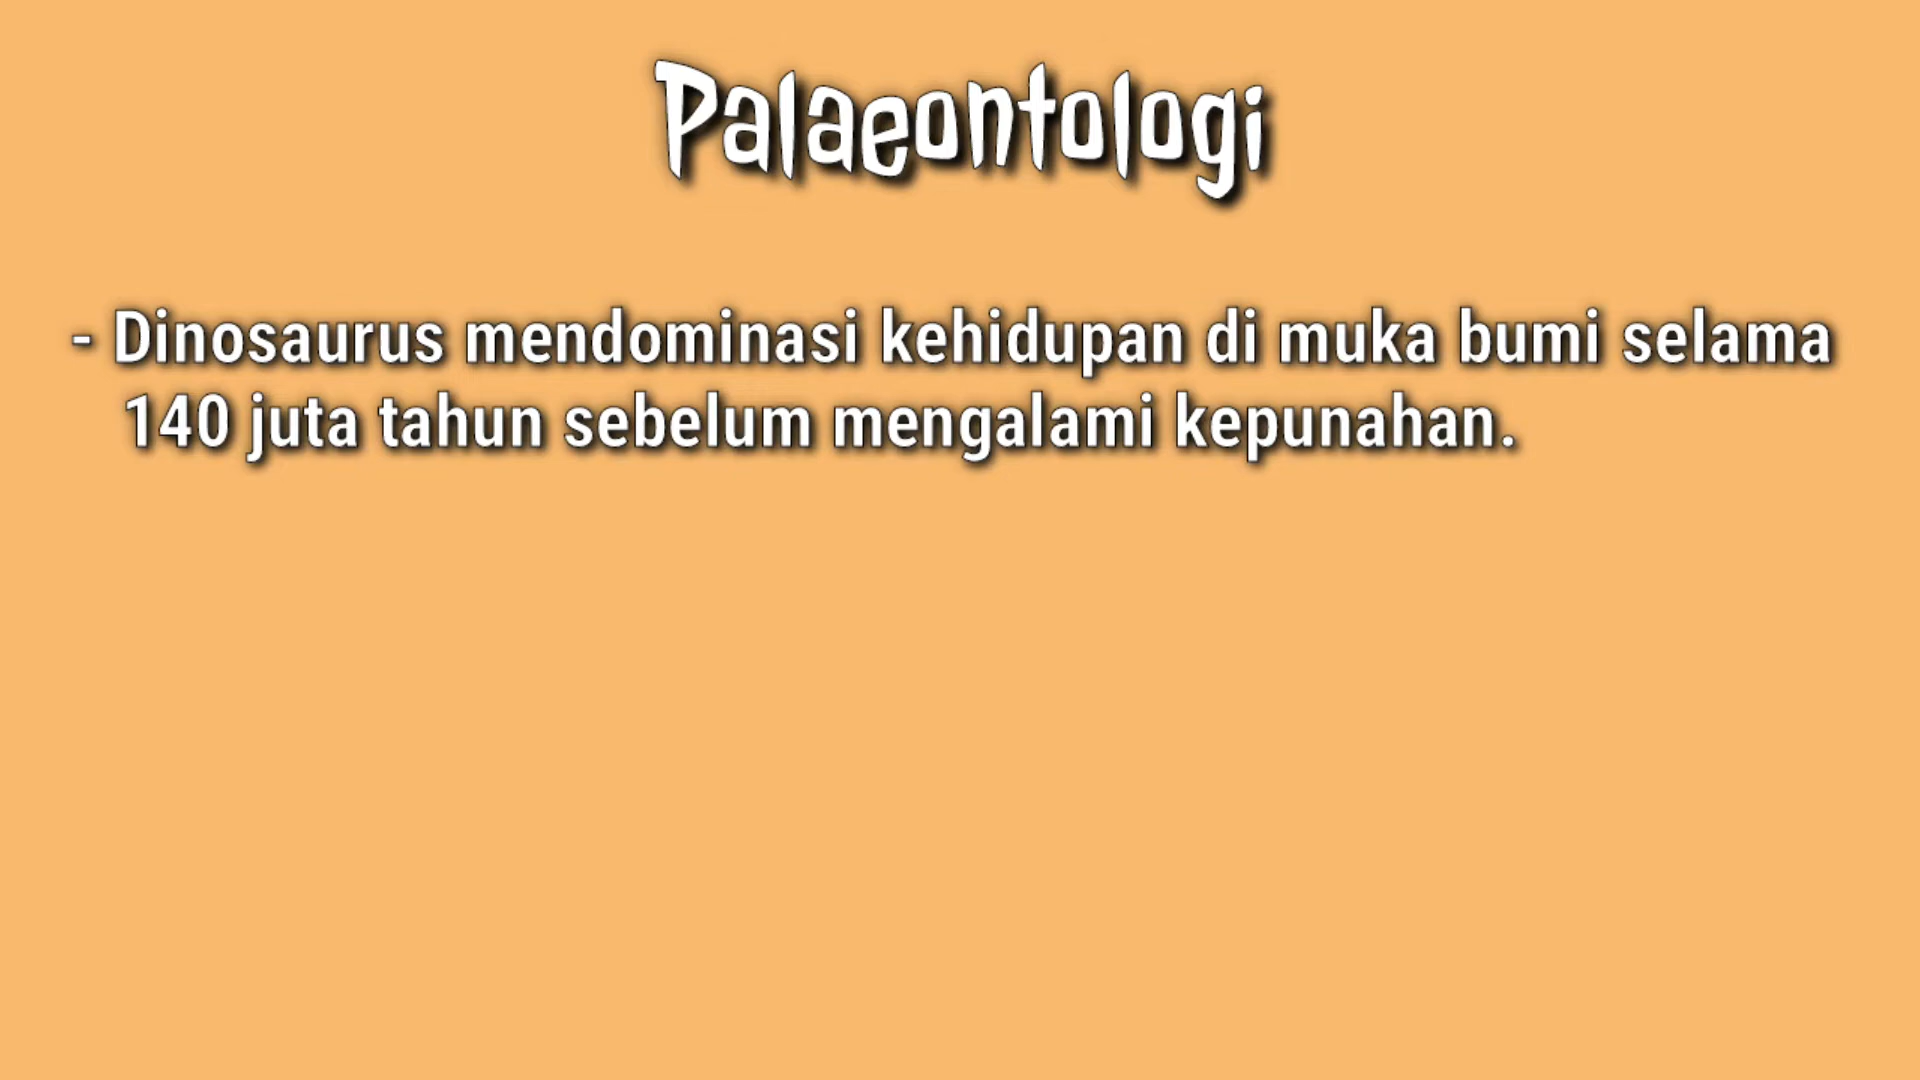 Palaeontologi
- Dinosaurus mendominasi kehidupan di muka bumi selama
140 juta tahun sebelum mengalami kepunahan.